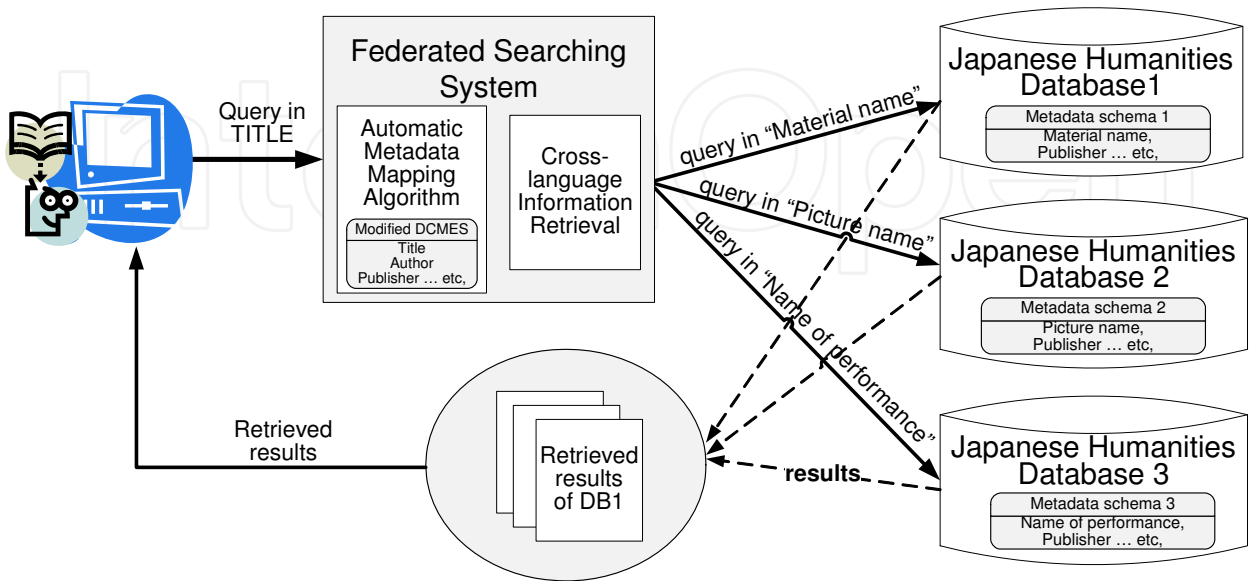 Query in
TITLE
Federated Searching
System
Automatic
Metadata
Mapping
Algorithm
Modified DCMES
Title
Author
Publisher … etc,
Cross-
language
Information
Retrieval
query in “Material name”
query in “Picture name”
query in “Name of performance”
Japanese Humanities
Database1
Metadata schema 1
Material name,
Publisher … etc,
Japanese Humanities
Database 2
Metadata schema 2
Picture name,
Publisher … etc,
Japanese Humanities
Database 3
Metadata schema 3
Name of performance,
Publisher … etc,
results
Retrieved
results
of DB1
Retrieved
results